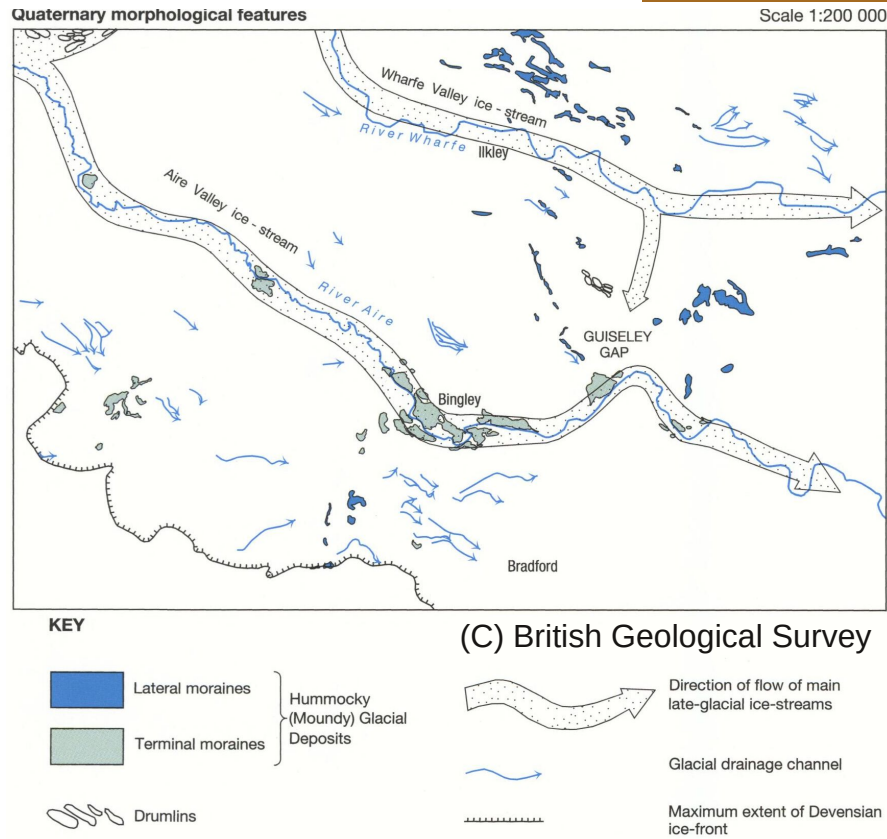 Quaternary morphological features
Scale 1:200 000
Wharfe Valley ice-stream
River Wharfe
Ilkley
Aire Valley ice-stream
River Aire
GUISELEY
GAP
Bingley
Bradford
KEY
(C) British Geological Survey
Lateral moraines
Terminal moraines
Hummocky
(Moundy) Glacial
Deposits
Drumlins
Direction of flow of main
late-glacial ice-streams
Glacial drainage channel
Maximum extent of Devensian
ice-front